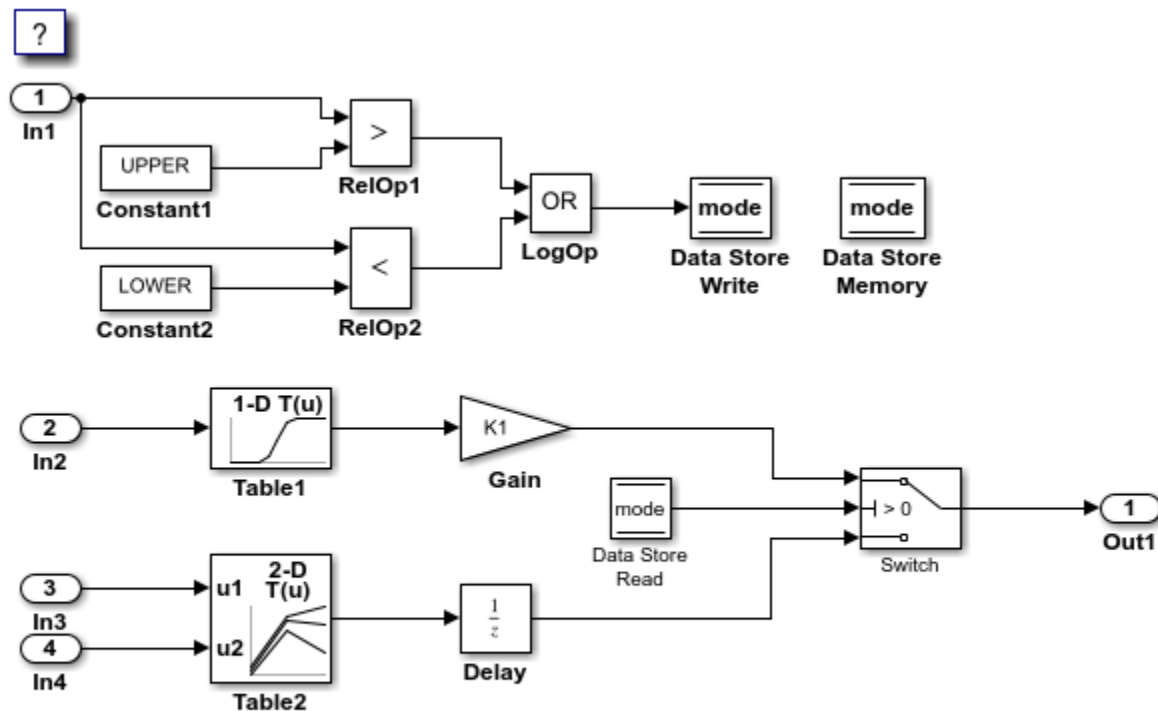 ?
1
In1
UPPER
Constant1
>
RelOp1
LOWER
Constant2
<
RelOp2
OR
LogOp
mode
Data Store
Write
mode
Data Store
Memory
2
In2
1-D T(u)
Table1
K1
Gain
mode
Data Store
Read
> 0
Switch
1
Out1
3
In3
4
In4
u1
u2
2-D
T(u)
Table2
1
z
Delay